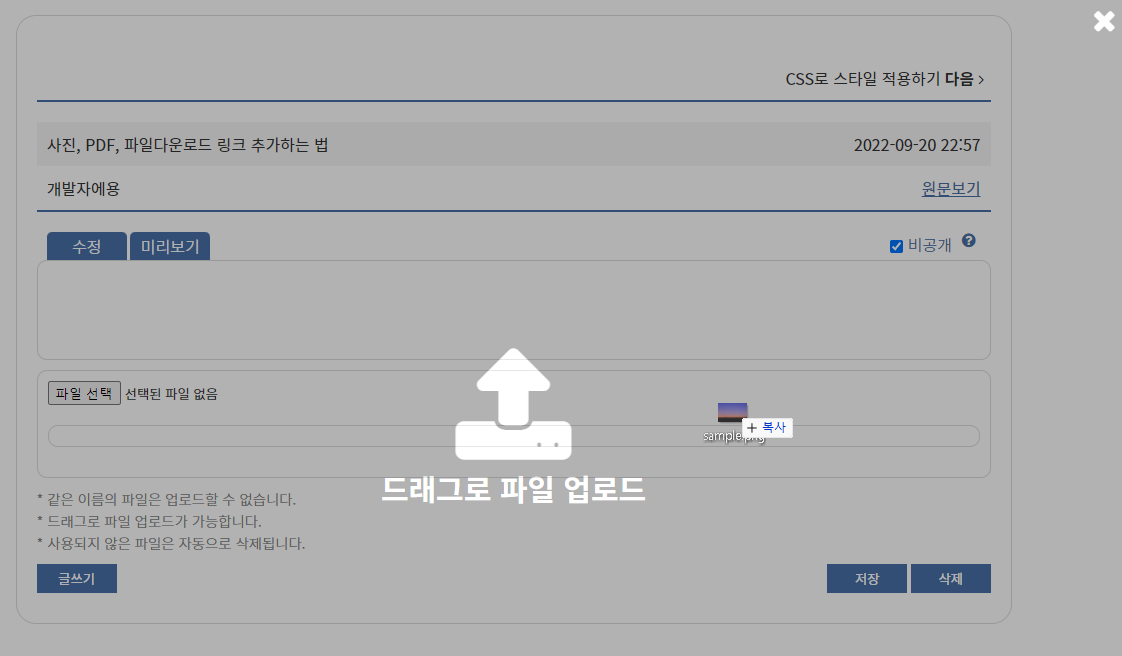 CSS로 스타일 적용하기 다음 >
사진, PDF, 파일다운로드 링크 추가하는 법 2022-09-20 22:57
개발자에용 원문보기
수정 미리보기 비공개 ?
파일 선택 선택된 파일 없음
sample.png + 복사
드래그로 파일 업로드
* 같은 이름의 파일은 업로드할 수 없습니다.
* 드래그로 파일 업로드가 가능합니다.
* 사용되지 않은 파일은 자동으로 삭제됩니다.
글쓰기 저장 삭제